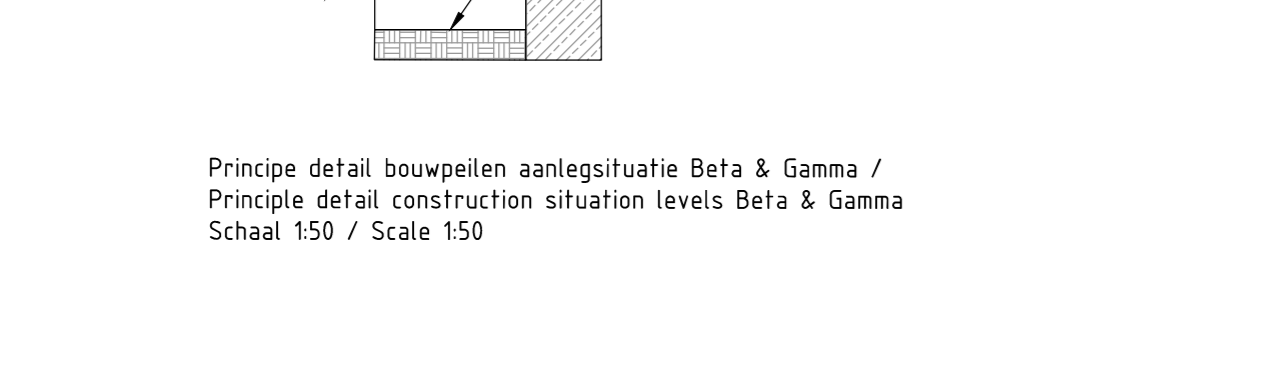 Principe detail bouwpeilen aanlegsituatie Beta & Gamma /
Principle detail construction situation levels Beta & Gamma
Schaal 1:50 / Scale 1:50